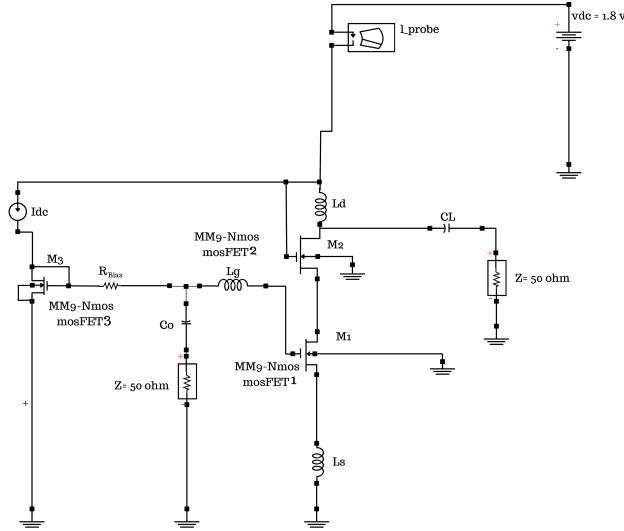 I_probe
vdc = 1.8 v
+
-
Idc
Ld
CL
M3
MM9-Nmos
mosFET2
M2
+
RBias
Lg
Z= 50 ohm
-
MM9-Nmos
mosFET3
Co
M1
MM9-Nmos
mosFET1
+
Z= 50 ohm
-
+
Ls